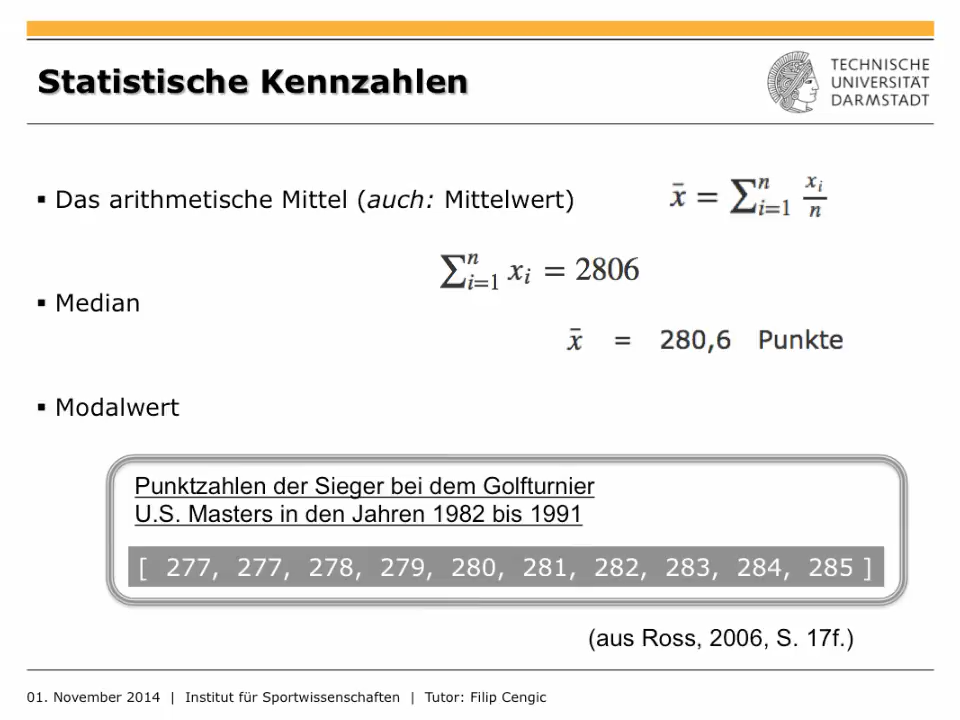 Statistische Kennzahlen
TECHNISCHE
UNIVERSITÄT
DARMSTADT
▪ Das arithmetische Mittel (auch: Mittelwert)
x̄ = ∑ⁿᵢ₌₁ xᵢ/n
∑ⁿᵢ₌₁ xᵢ = 2806
▪ Median
x̄ = 280,6 Punkte
▪ Modalwert
Punktzahlen der Sieger bei dem Golfturnier
U.S. Masters in den Jahren 1982 bis 1991
[ 277, 277, 278, 279, 280, 281, 282, 283, 284, 285 ]
(aus Ross, 2006, S. 17f.)
01. November 2014 | Institut für Sportwissenschaften | Tutor: Filip Cengic